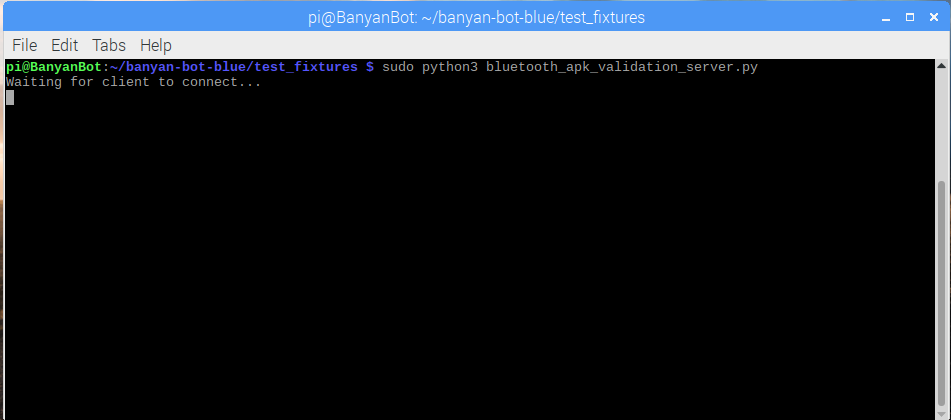 pi@BanyanBot: ~/banyan-bot-blue/test_fixtures
File Edit Tabs Help
pi@BanyanBot:~/banyan-bot-blue/test_fixtures $ sudo python3 bluetooth_apk_validation_server.py
Waiting for client to connect...